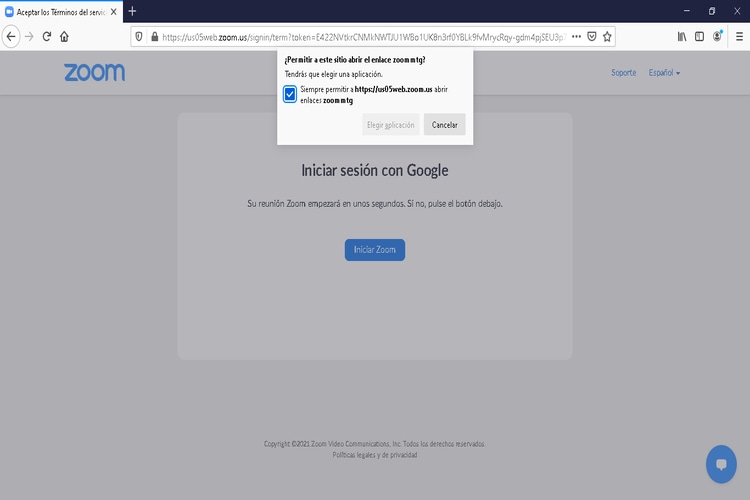 Aceptar los Términos del servic
https://us05web.zoom.us/signin/term?token=
zoom
Soporte
Español
¿Permitir a este sitio abrir el enlace zoommtg?
Tendrás que elegir una aplicación.
Siempre permitir a https://us05web.zoom.us abrir
enlaces zoommtg
Elegir aplicación
Cancelar
Iniciar sesión con Google
Su reunión Zoom empezará en unos segundos. Si no, pulse el botón debajo.
Iniciar Zoom
Copyright ©2021 Zoom Video Communications, Inc. Todos los derechos reservados.
Políticas legales y de privacidad